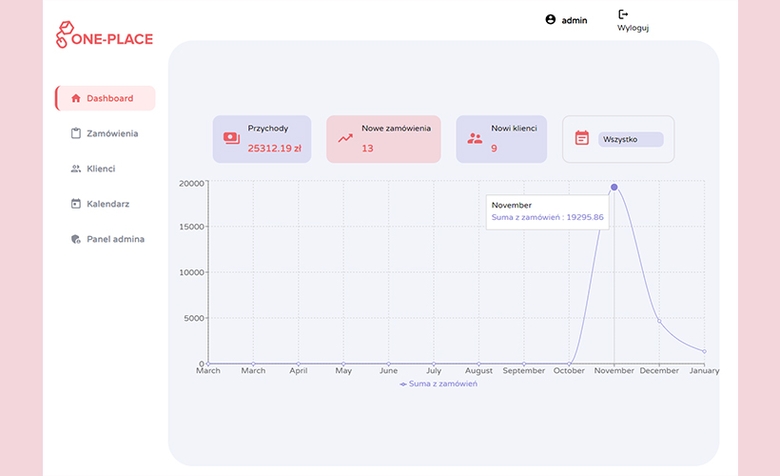 ONE-PLACE
admin
Wyloguj
Dashboard
Zamówienia
Klienci
Kalendarz
Panel admina
Przychody
25312.19 zł
Nowe zamówienia
13
Nowi klienci
9
Wszystko
20000
15000
10000
5000
0
November
Suma z zamówień : 19295.86
March March April May June July August September October November December January
Suma z zamówień